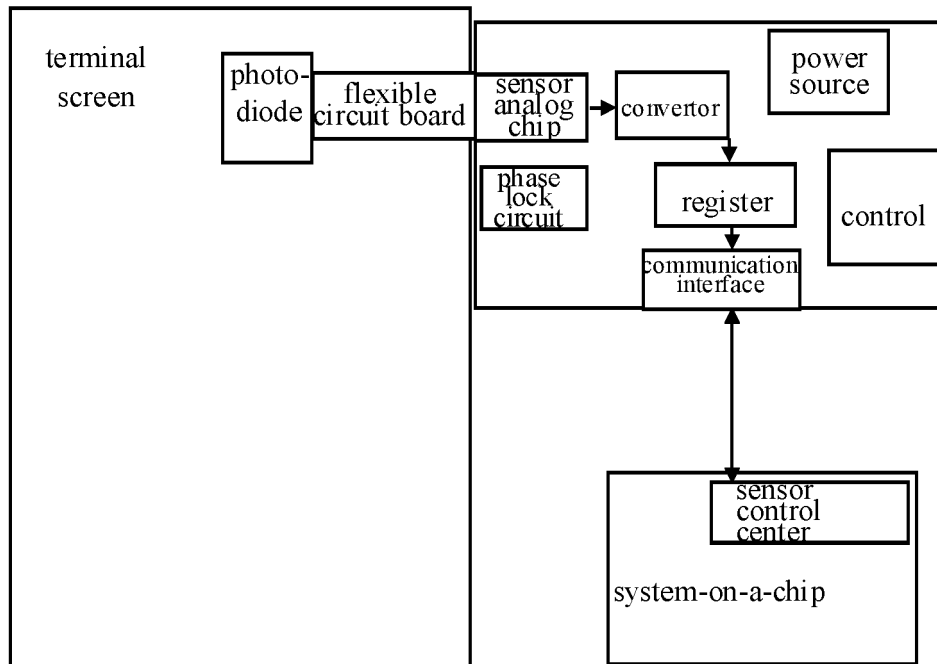 terminal
screen
photo-
diode
flexible
circuit board
sensor
analog
chip
convertor
power
source
phase
lock
circuit
register
control
communication
interface
sensor
control
center
system-on-a-chip